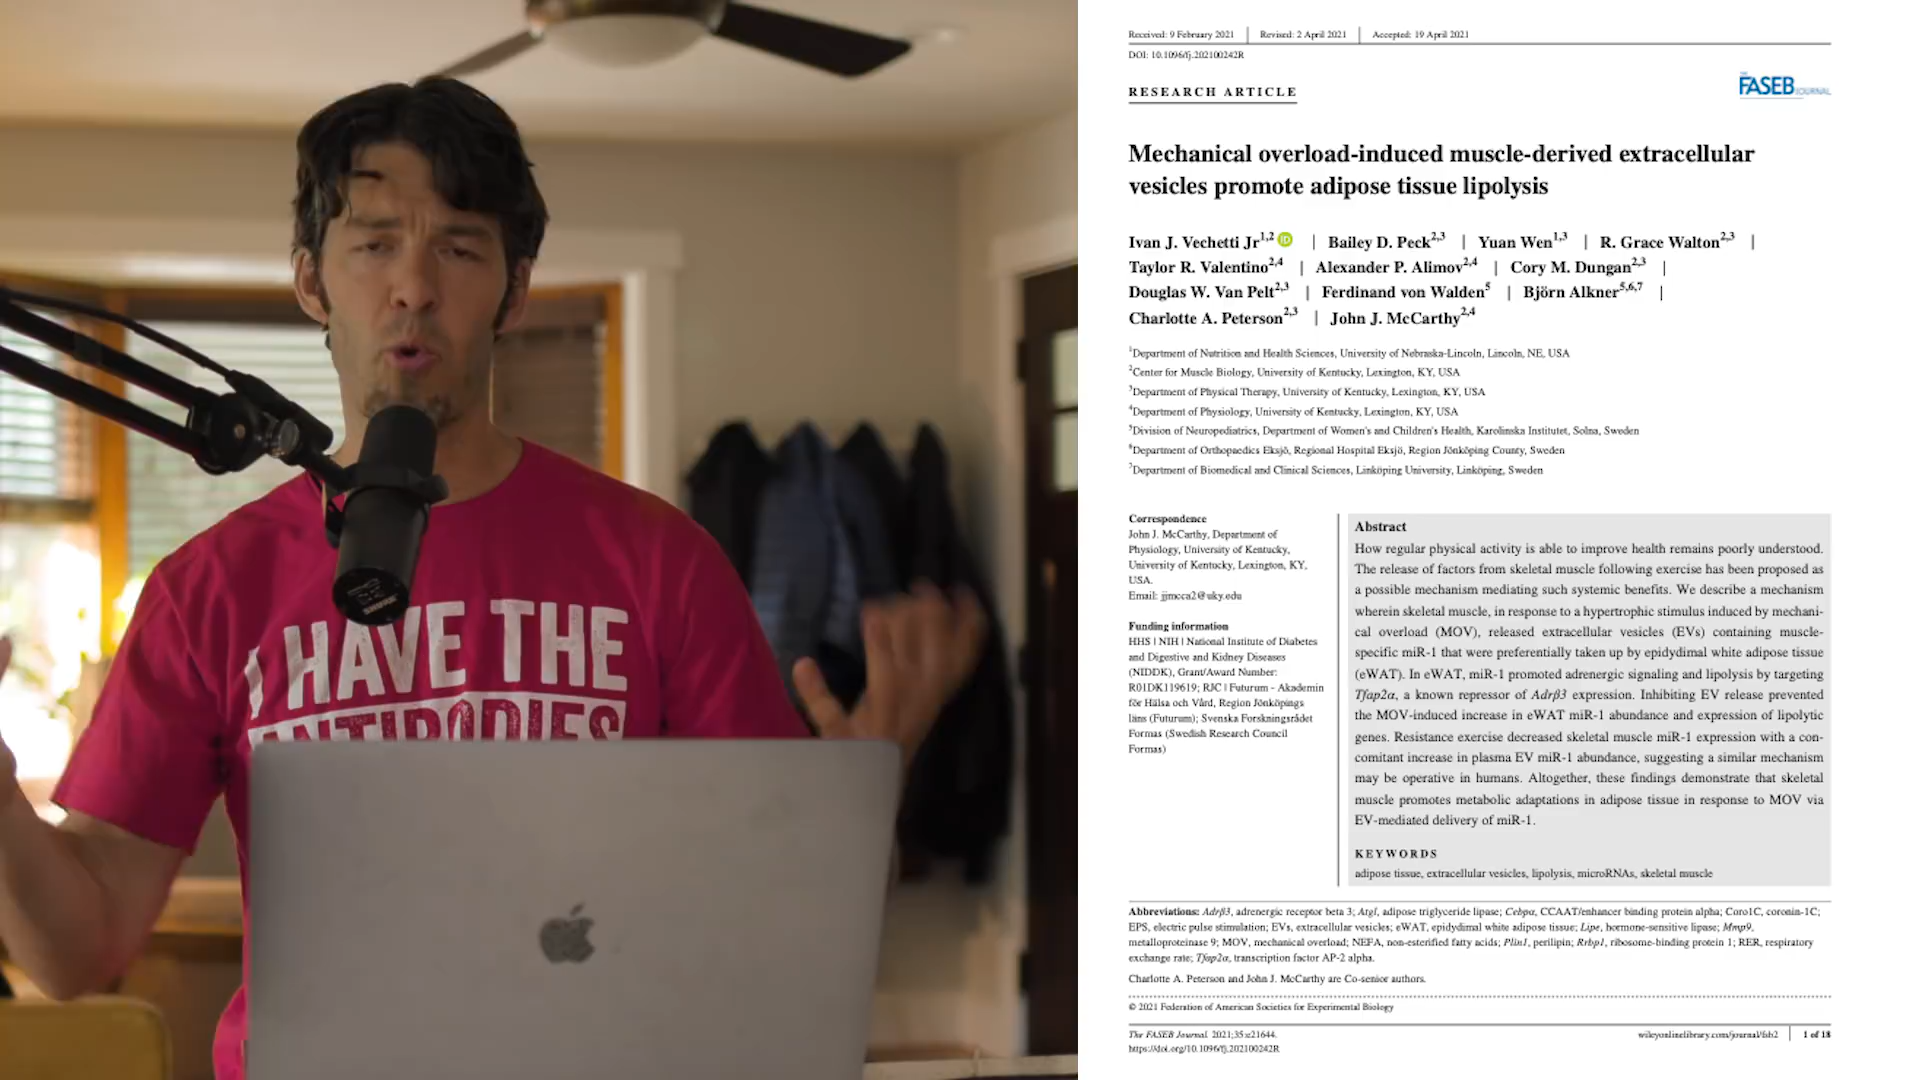 I HAVE THE
ANTIBODIES
SHURE
Received: 9 February 2021 | Revised: 2 April 2021 | Accepted: 19 April 2021
DOI: 10.1096/fj.202100242R
RESEARCH ARTICLE
THE
FASEB JOURNAL
Mechanical overload-induced muscle-derived extracellular
vesicles promote adipose tissue lipolysis
Ivan J. Vechetti Jr1,2 iD | Bailey D. Peck2,3 | Yuan Wen1,3 | R. Grace Walton2,3 |
Taylor R. Valentino2,4 | Alexander P. Alimov2,4 | Cory M. Dungan2,3 |
Douglas W. Van Pelt2,3 | Ferdinand von Walden5 | Björn Alkner5,6,7 |
Charlotte A. Peterson2,3 | John J. McCarthy2,4
1Department of Nutrition and Health Sciences, University of Nebraska-Lincoln, Lincoln, NE, USA
2Center for Muscle Biology, University of Kentucky, Lexington, KY, USA
3Department of Physical Therapy, University of Kentucky, Lexington, KY, USA
4Department of Physiology, University of Kentucky, Lexington, KY, USA
5Division of Neuropediatrics, Department of Women's and Children's Health, Karolinska Institutet, Solna, Sweden
6Department of Orthopaedics Eksjö, Regional Hospital Eksjö, Region Jönköping County, Sweden
7Department of Biomedical and Clinical Sciences, Linköping University, Linköping, Sweden
Correspondence
John J. McCarthy, Department of
Physiology, University of Kentucky,
University of Kentucky, Lexington, KY,
USA.
Email: jjmcca2@uky.edu
Funding information
HHS | NIH | National Institute of Diabetes
and Digestive and Kidney Diseases
(NIDDK), Grant/Award Number:
R01DK119619; RJC | Futurum - Akademin
för Hälsa och Vård, Region Jönköpings
läns (Futurum); Svenska Forskningsrådet
Formas (Swedish Research Council
Formas)
Abstract
How regular physical activity is able to improve health remains poorly understood.
The release of factors from skeletal muscle following exercise has been proposed as
a possible mechanism mediating such systemic benefits. We describe a mechanism
wherein skeletal muscle, in response to a hypertrophic stimulus induced by mechani-
cal overload (MOV), released extracellular vesicles (EVs) containing muscle-
specific miR-1 that were preferentially taken up by epidydimal white adipose tissue
(eWAT). In eWAT, miR-1 promoted adrenergic signaling and lipolysis by targeting
Tfap2α, a known repressor of Adrβ3 expression. Inhibiting EV release prevented
the MOV-induced increase in eWAT miR-1 abundance and expression of lipolytic
genes. Resistance exercise decreased skeletal muscle miR-1 expression with a con-
comitant increase in plasma EV miR-1 abundance, suggesting a similar mechanism
may be operative in humans. Altogether, these findings demonstrate that skeletal
muscle promotes metabolic adaptations in adipose tissue in response to MOV via
EV-mediated delivery of miR-1.
KEYWORDS
adipose tissue, extracellular vesicles, lipolysis, microRNAs, skeletal muscle
Abbreviations: Adrβ3, adrenergic receptor beta 3; Atgl, adipose triglyceride lipase; Cebpα, CCAAT/enhancer binding protein alpha; Coro1C, coronin-1C;
EPS, electric pulse stimulation; EVs, extracellular vesicles; eWAT, epidydimal white adipose tissue; Lipe, hormone-sensitive lipase; Mmp9,
metalloproteinase 9; MOV, mechanical overload; NEFA, non-esterified fatty acids; Plin1, perilipin; Rrbp1, ribosome-binding protein 1; RER, respiratory
exchange rate; Tfap2α, transcription factor AP-2 alpha.
Charlotte A. Peterson and John J. McCarthy are Co-senior authors.
© 2021 Federation of American Societies for Experimental Biology
The FASEB Journal. 2021;35:e21644.
https://doi.org/10.1096/fj.202100242R
wileyonlinelibrary.com/journal/fsb2 | 1 of 18